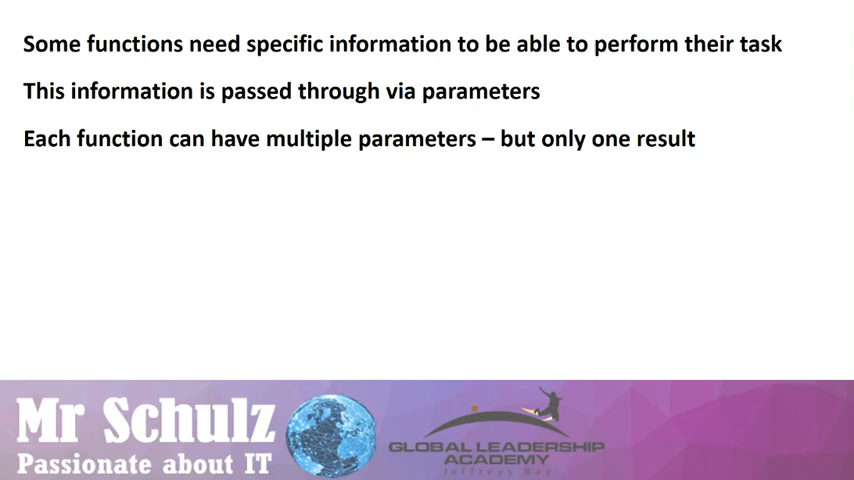 Some functions need specific information to be able to perform their task
This information is passed through via parameters
Each function can have multiple parameters – but only one result
Mr Schulz
Passionate about IT
GLOBAL LEADERSHIP
ACADEMY
Jeffreys Bay